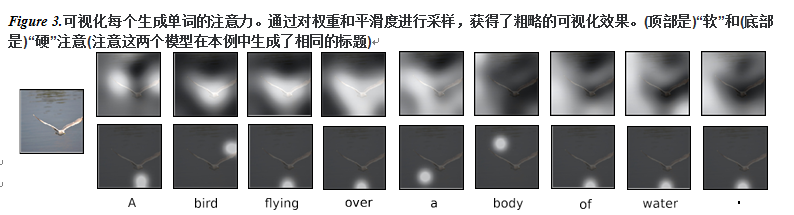 Figure 3.可视化每个生成单词的注意力。通过对权重和平滑度进行采样，获得了粗略的可视化效果。(顶部是)“软”和(底部
是)“硬”注意(注意这两个模型在本例中生成了相同的标题)
A bird flying over a body of water .